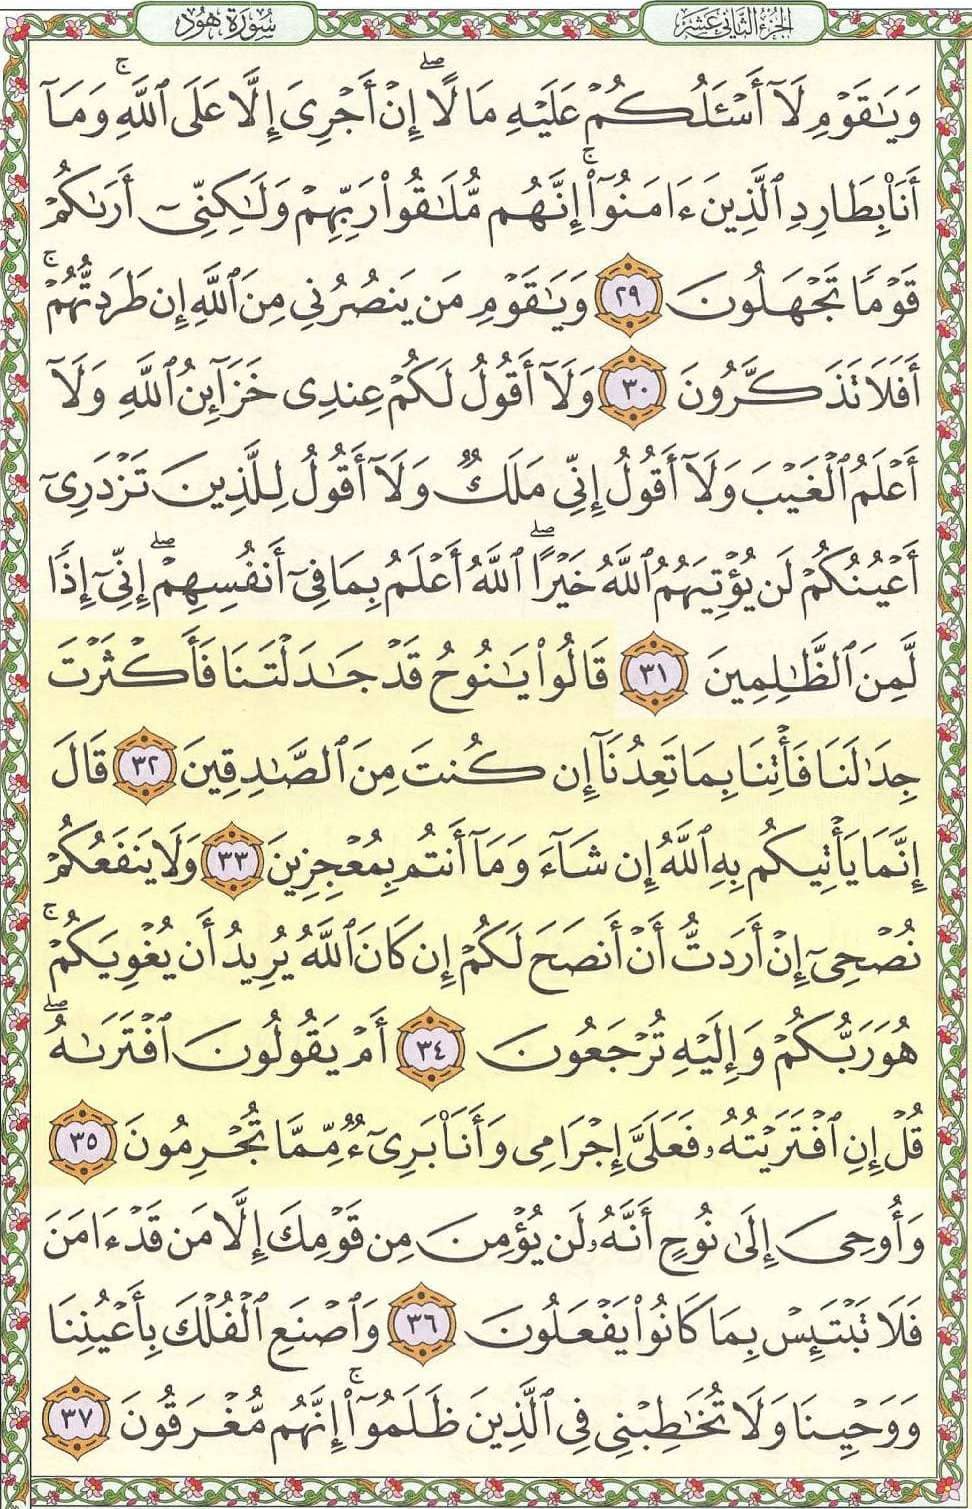 الجزء الثاني عشر
سورة هود
وَيَٰقَوۡمِ لَآ أَسۡـَٔلُكُمۡ عَلَيۡهِ مَالًاۖ إِنۡ أَجۡرِيَ إِلَّا عَلَى ٱللَّهِۚ وَمَآ
أَنَا۠ بِطَارِدِ ٱلَّذِينَ ءَامَنُوٓاْۚ إِنَّهُم مُّلَٰقُواْ رَبِّهِمۡ وَلَٰكِنِّيٓ أَرَىٰكُمۡ
قَوۡمٗا تَجۡهَلُونَ ٢٩ وَيَٰقَوۡمِ مَن يَنصُرُنِي مِنَ ٱللَّهِ إِن طَرَدتُّهُمۡۚ
أَفَلَا تَذَكَّرُونَ ٣٠ وَلَآ أَقُولُ لَكُمۡ عِندِي خَزَآئِنُ ٱللَّهِ وَلَآ
أَعۡلَمُ ٱلۡغَيۡبَ وَلَآ أَقُولُ إِنِّي مَلَكٞ وَلَآ أَقُولُ لِلَّذِينَ تَزۡدَرِيٓ
أَعۡيُنُكُمۡ لَن يُؤۡتِيَهُمُ ٱللَّهُ خَيۡرًاۖ ٱللَّهُ أَعۡلَمُ بِمَا فِيٓ أَنفُسِهِمۡۖ إِنِّيٓ إِذٗا
لَّمِنَ ٱلظَّٰلِمِينَ ٣١ قَالُواْ يَٰنُوحُ قَدۡ جَٰدَلۡتَنَا فَأَكۡثَرۡتَ
جِدَٰلَنَا فَأۡتِنَا بِمَا تَعِدُنَآ إِن كُنتَ مِنَ ٱلصَّٰدِقِينَ ٣٢ قَالَ
إِنَّمَا يَأۡتِيكُم بِهِ ٱللَّهُ إِن شَآءَ وَمَآ أَنتُم بِمُعۡجِزِينَ ٣٣ وَلَا يَنفَعُكُمۡ
نُصۡحِيٓ إِنۡ أَرَدتُّ أَنۡ أَنصَحَ لَكُمۡ إِن كَانَ ٱللَّهُ يُرِيدُ أَن يُغۡوِيَكُمۡۚ
هُوَ رَبُّكُمۡ وَإِلَيۡهِ تُرۡجَعُونَ ٣٤ أَمۡ يَقُولُونَ ٱفۡتَرَىٰهُۖ
قُلۡ إِنِ ٱفۡتَرَيۡتُهُۥ فَعَلَيَّ إِجۡرَامِي وَأَنَا۠ بَرِيٓءٞ مِّمَّا تُجۡرِمُونَ ٣٥
وَأُوحِيَ إِلَىٰ نُوحٍ أَنَّهُۥ لَن يُؤۡمِنَ مِن قَوۡمِكَ إِلَّا مَن قَدۡ ءَامَنَ
فَلَا تَبۡتَئِسۡ بِمَا كَانُواْ يَفۡعَلُونَ ٣٦ وَٱصۡنَعِ ٱلۡفُلۡكَ بِأَعۡيُنِنَا
وَوَحۡيِنَا وَلَا تُخَٰطِبۡنِي فِي ٱلَّذِينَ ظَلَمُوٓاْۚ إِنَّهُم مُّغۡرَقُونَ ٣٧